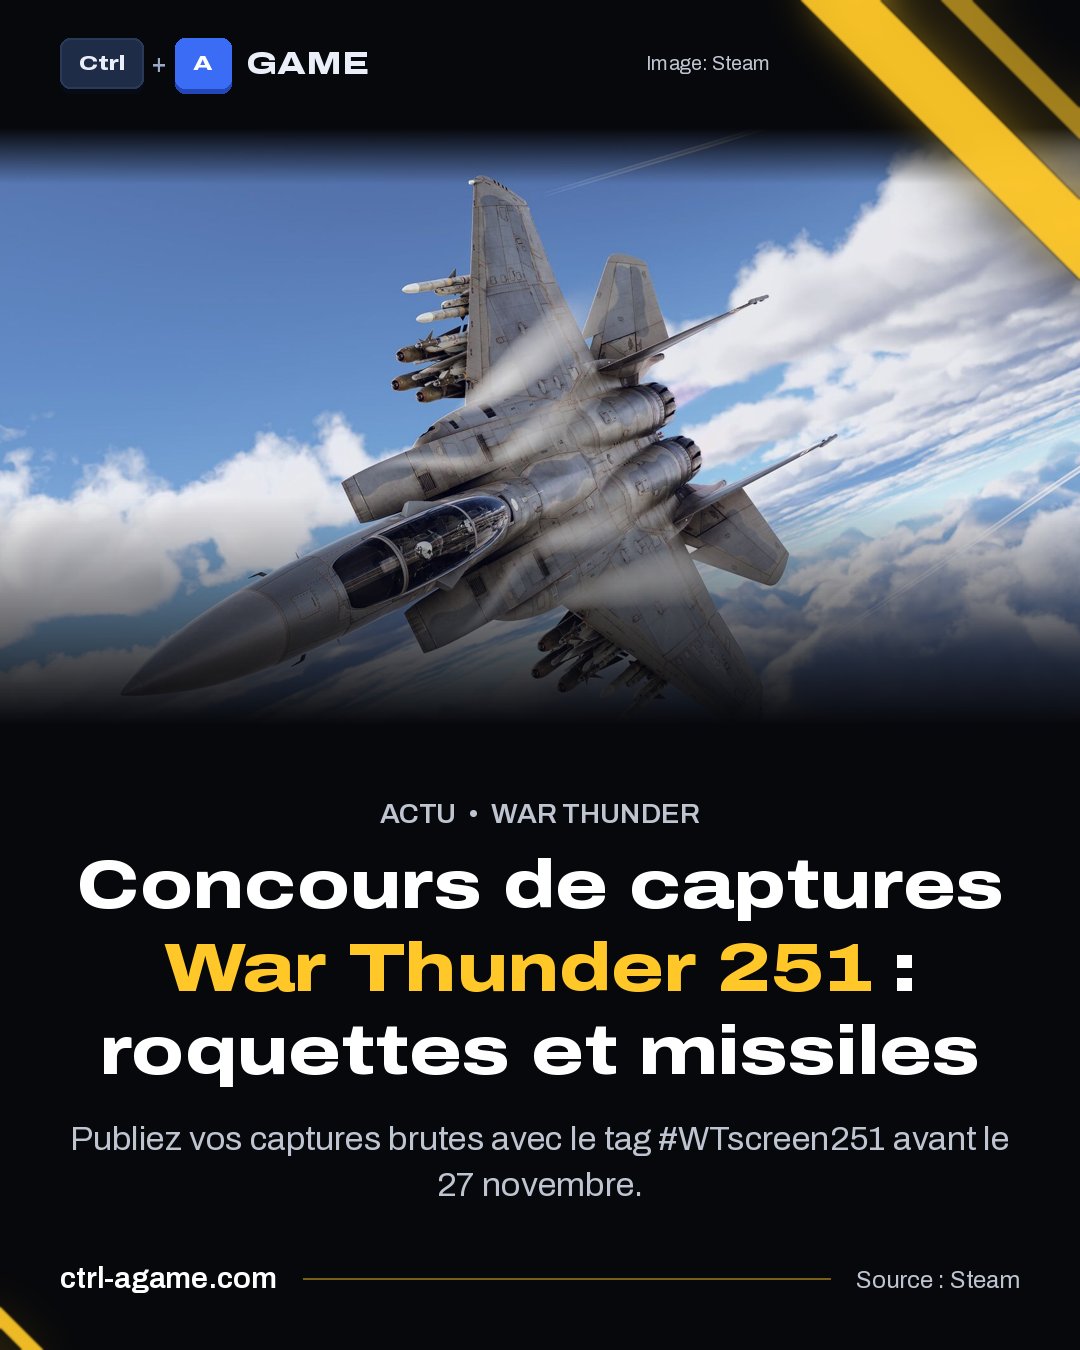 Ctrl + A GAME
Image: Steam
ACTU • WAR THUNDER
Concours de captures
War Thunder 251 :
roquettes et missiles
Publiez vos captures brutes avec le tag #WTscreen251 avant le
27 novembre.
ctrl-agame.com
Source : Steam